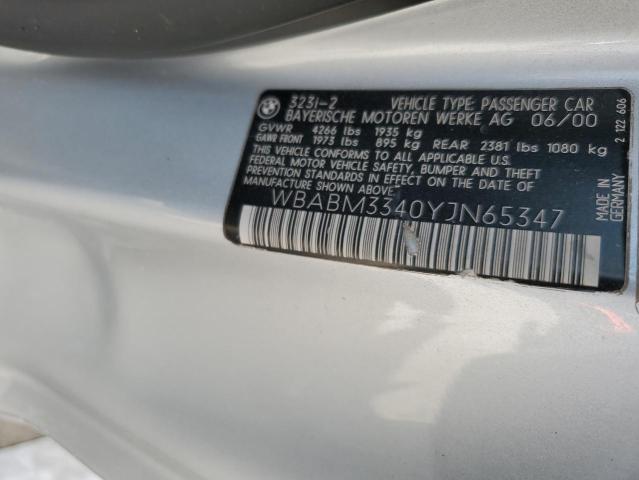 323i-2 VEHICLE TYPE: PASSENGER CAR
BAYERISCHE MOTOREN WERKE AG 06/00
GVWR 4266 lbs 1935 kg
GAWR FRONT 1973 lbs 895 kg REAR 2381 lbs 1080 kg
THIS VEHICLE CONFORMS TO ALL APPLICABLE U.S.
FEDERAL MOTOR VEHICLE SAFETY, BUMPER AND THEFT
PREVENTION STANDARDS IN EFFECT ON THE DATE OF
MANUFACTURE SHOWN ABOVE:
WBABM3340YJN65347
MADE IN
GERMANY
2 122 606